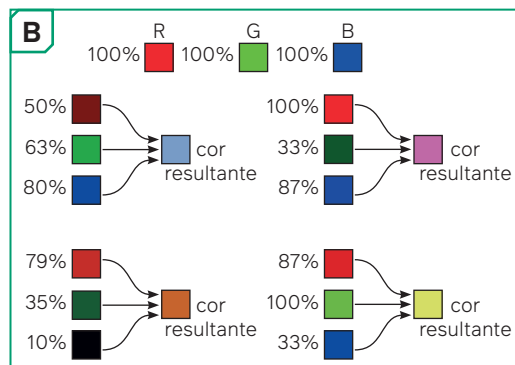 B
R G B
100% 100% 100%
50%
63%
80%
cor
resultante
100%
33%
87%
cor
resultante
79%
35%
10%
cor
resultante
87%
100%
33%
cor
resultante